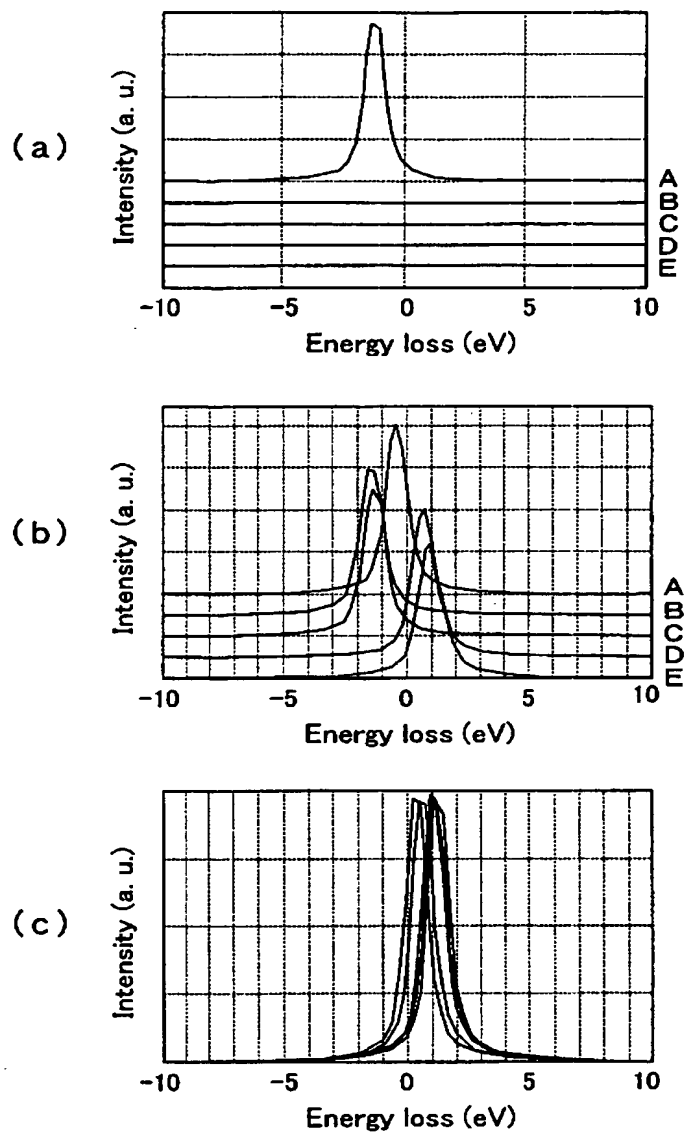 (a)
Intensity (a. u.)
A
B
C
D
E
-10 -5 0 5 10
Energy loss (eV)
(b)
Intensity (a. u.)
A
B
C
D
E
-10 -5 0 5 10
Energy loss (eV)
(c)
Intensity (a. u.)
-10 -5 0 5 10
Energy loss (eV)